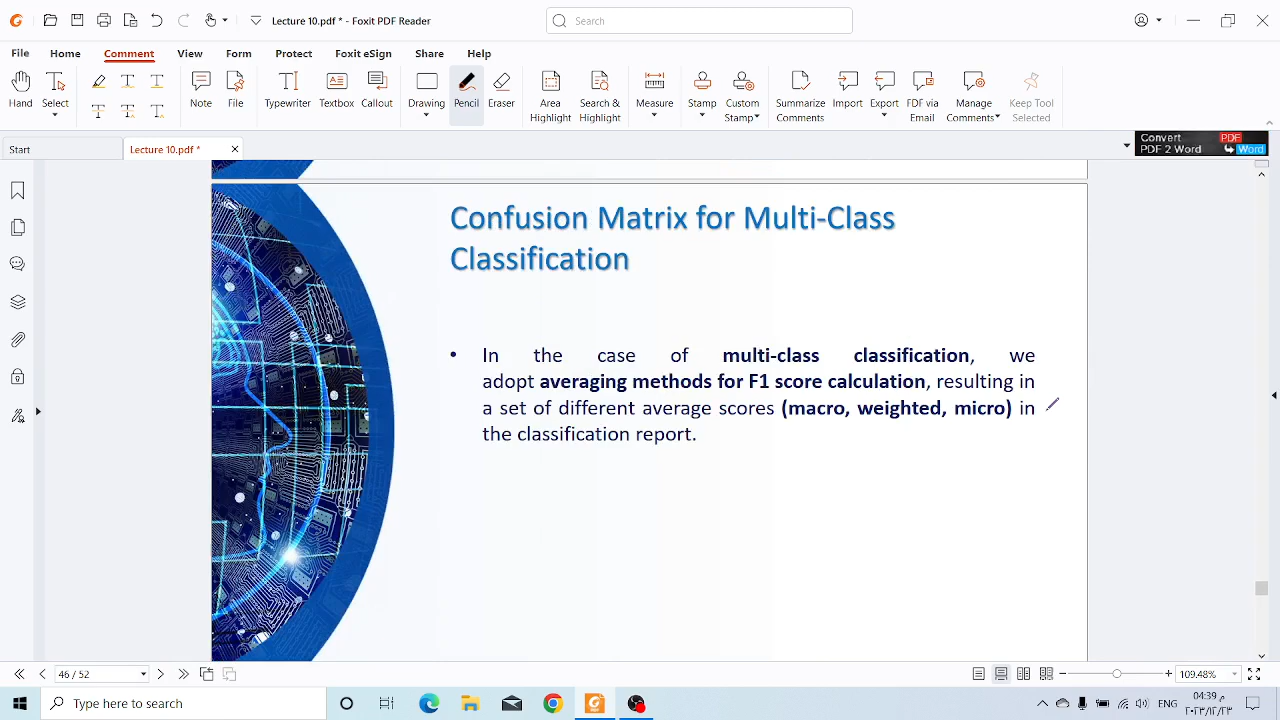 Lecture 10.pdf * - Foxit PDF Reader
Search
File Home Comment View Form Protect Foxit eSign Share Help
Hand Select Note File Typewriter Textbox Callout Drawing Pencil Eraser Area Highlight Search & Highlight Measure Stamp Custom Stamp Summarize Comments Import Export FDF via Email Manage Comments Keep Tool Selected
Start Lecture 10.pdf * Convert PDF
PDF 2 Word Word
Confusion Matrix for Multi-Class
Classification
• In the case of multi-class classification, we
adopt averaging methods for F1 score calculation, resulting in
a set of different average scores (macro, weighted, micro) in
the classification report.
46 / 52 109.48%
Type here to search ENG 04:39
٢٠٢٣/١٢/٠٣